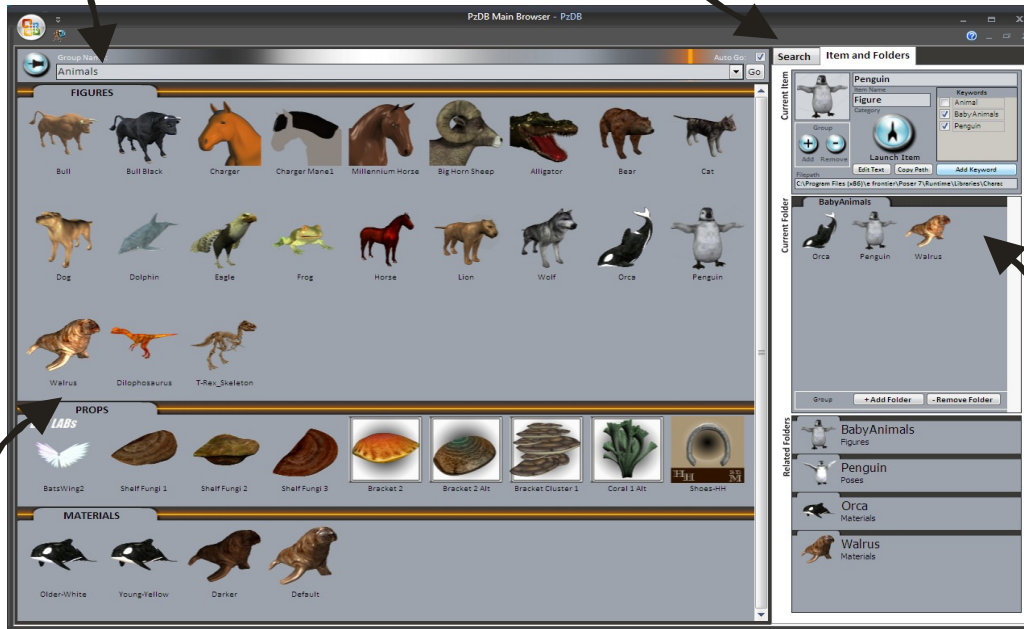 PzDB Main Browser - PzDB
Group Name
Auto Go:
Animals
Go
FIGURES
Bull
Bull Black
Charger
Charger Mane1
Millennium Horse
Big Horn Sheep
Alligator
Bear
Cat
Dog
Dolphin
Eagle
Frog
Horse
Lion
Wolf
Orca
Penguin
Walrus
Dilophosaurus
T-Rex_Skeleton
PROPS
LABs
HH
BatsWing2
Shelf Fungi 1
Shelf Fungi 2
Shelf Fungi 3
Bracket 2
Bracket 2 Alt
Bracket Cluster 1
Coral 1 Alt
Shoes-HH
MATERIALS
Older-White
Young-Yellow
Darker
Default
Search
Item and Folders
Current Item
Penguin
Item Name
Figure
Category
Keywords
Animal
BabyAnimals
Penguin
Group
Add
Remove
Launch Item
Edit Text
Copy Path
Add Keyword
Filepath
C:\Program Files (x86)\e frontier\Poser 7\Runtime\Libraries\Charac
Current Folder
BabyAnimals
Orca
Penguin
Walrus
Group
+ Add Folder
- Remove Folder
Related Folders
BabyAnimals
Figures
Penguin
Poses
Orca
Materials
Walrus
Materials